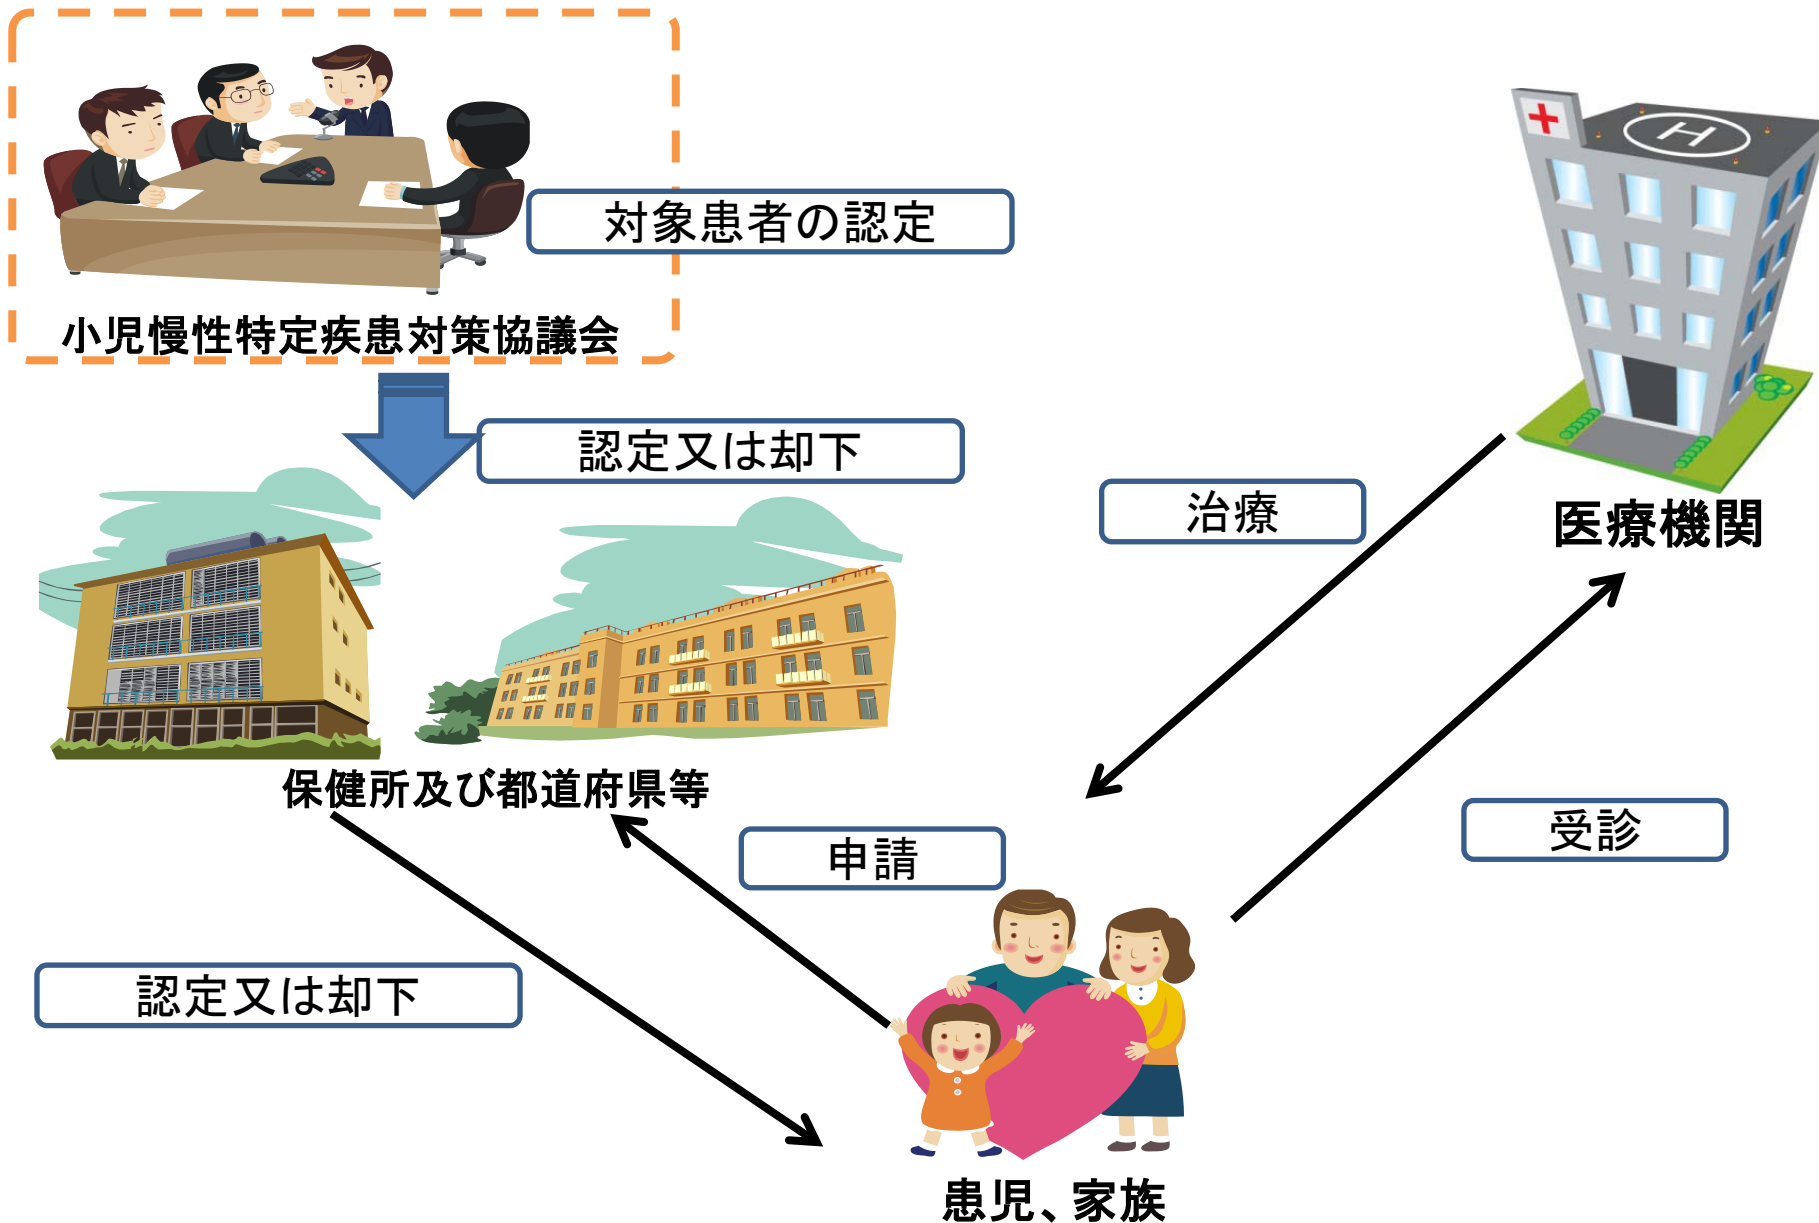 対象患者の認定
小児慢性特定疾患対策協議会
認定又は却下
治療
医療機関
保健所及び都道府県等
申請
受診
認定又は却下
患児、家族
H